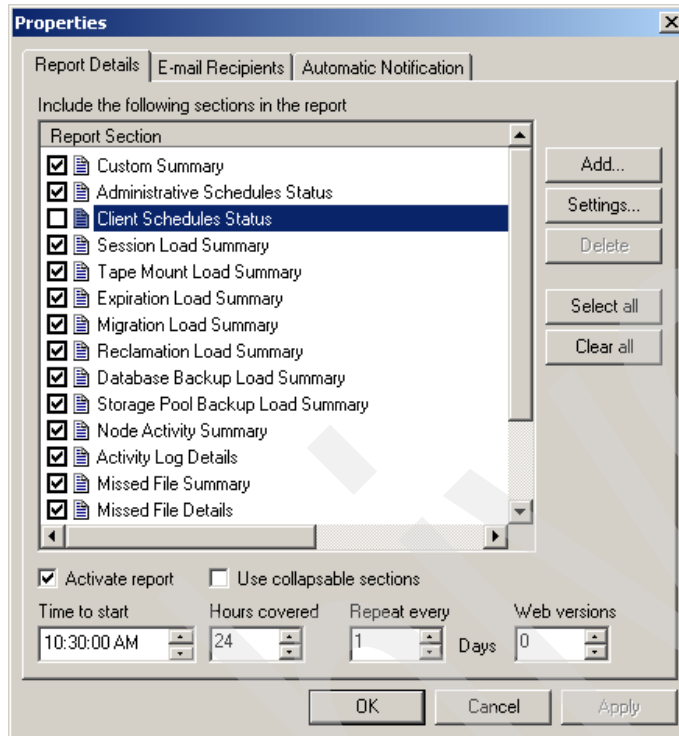 Properties
Report Details E-mail Recipients Automatic Notification
Include the following sections in the report
Report Section
Custom Summary
Administrative Schedules Status
Client Schedules Status
Session Load Summary
Tape Mount Load Summary
Expiration Load Summary
Migration Load Summary
Reclamation Load Summary
Database Backup Load Summary
Storage Pool Backup Load Summary
Node Activity Summary
Activity Log Details
Missed File Summary
Missed File Details
Add...
Settings...
Delete
Select all
Clear all
Activate report Use collapsable sections
Time to start Hours covered Repeat every Web versions
10:30:00 AM 24 1 Days 0
OK Cancel Apply